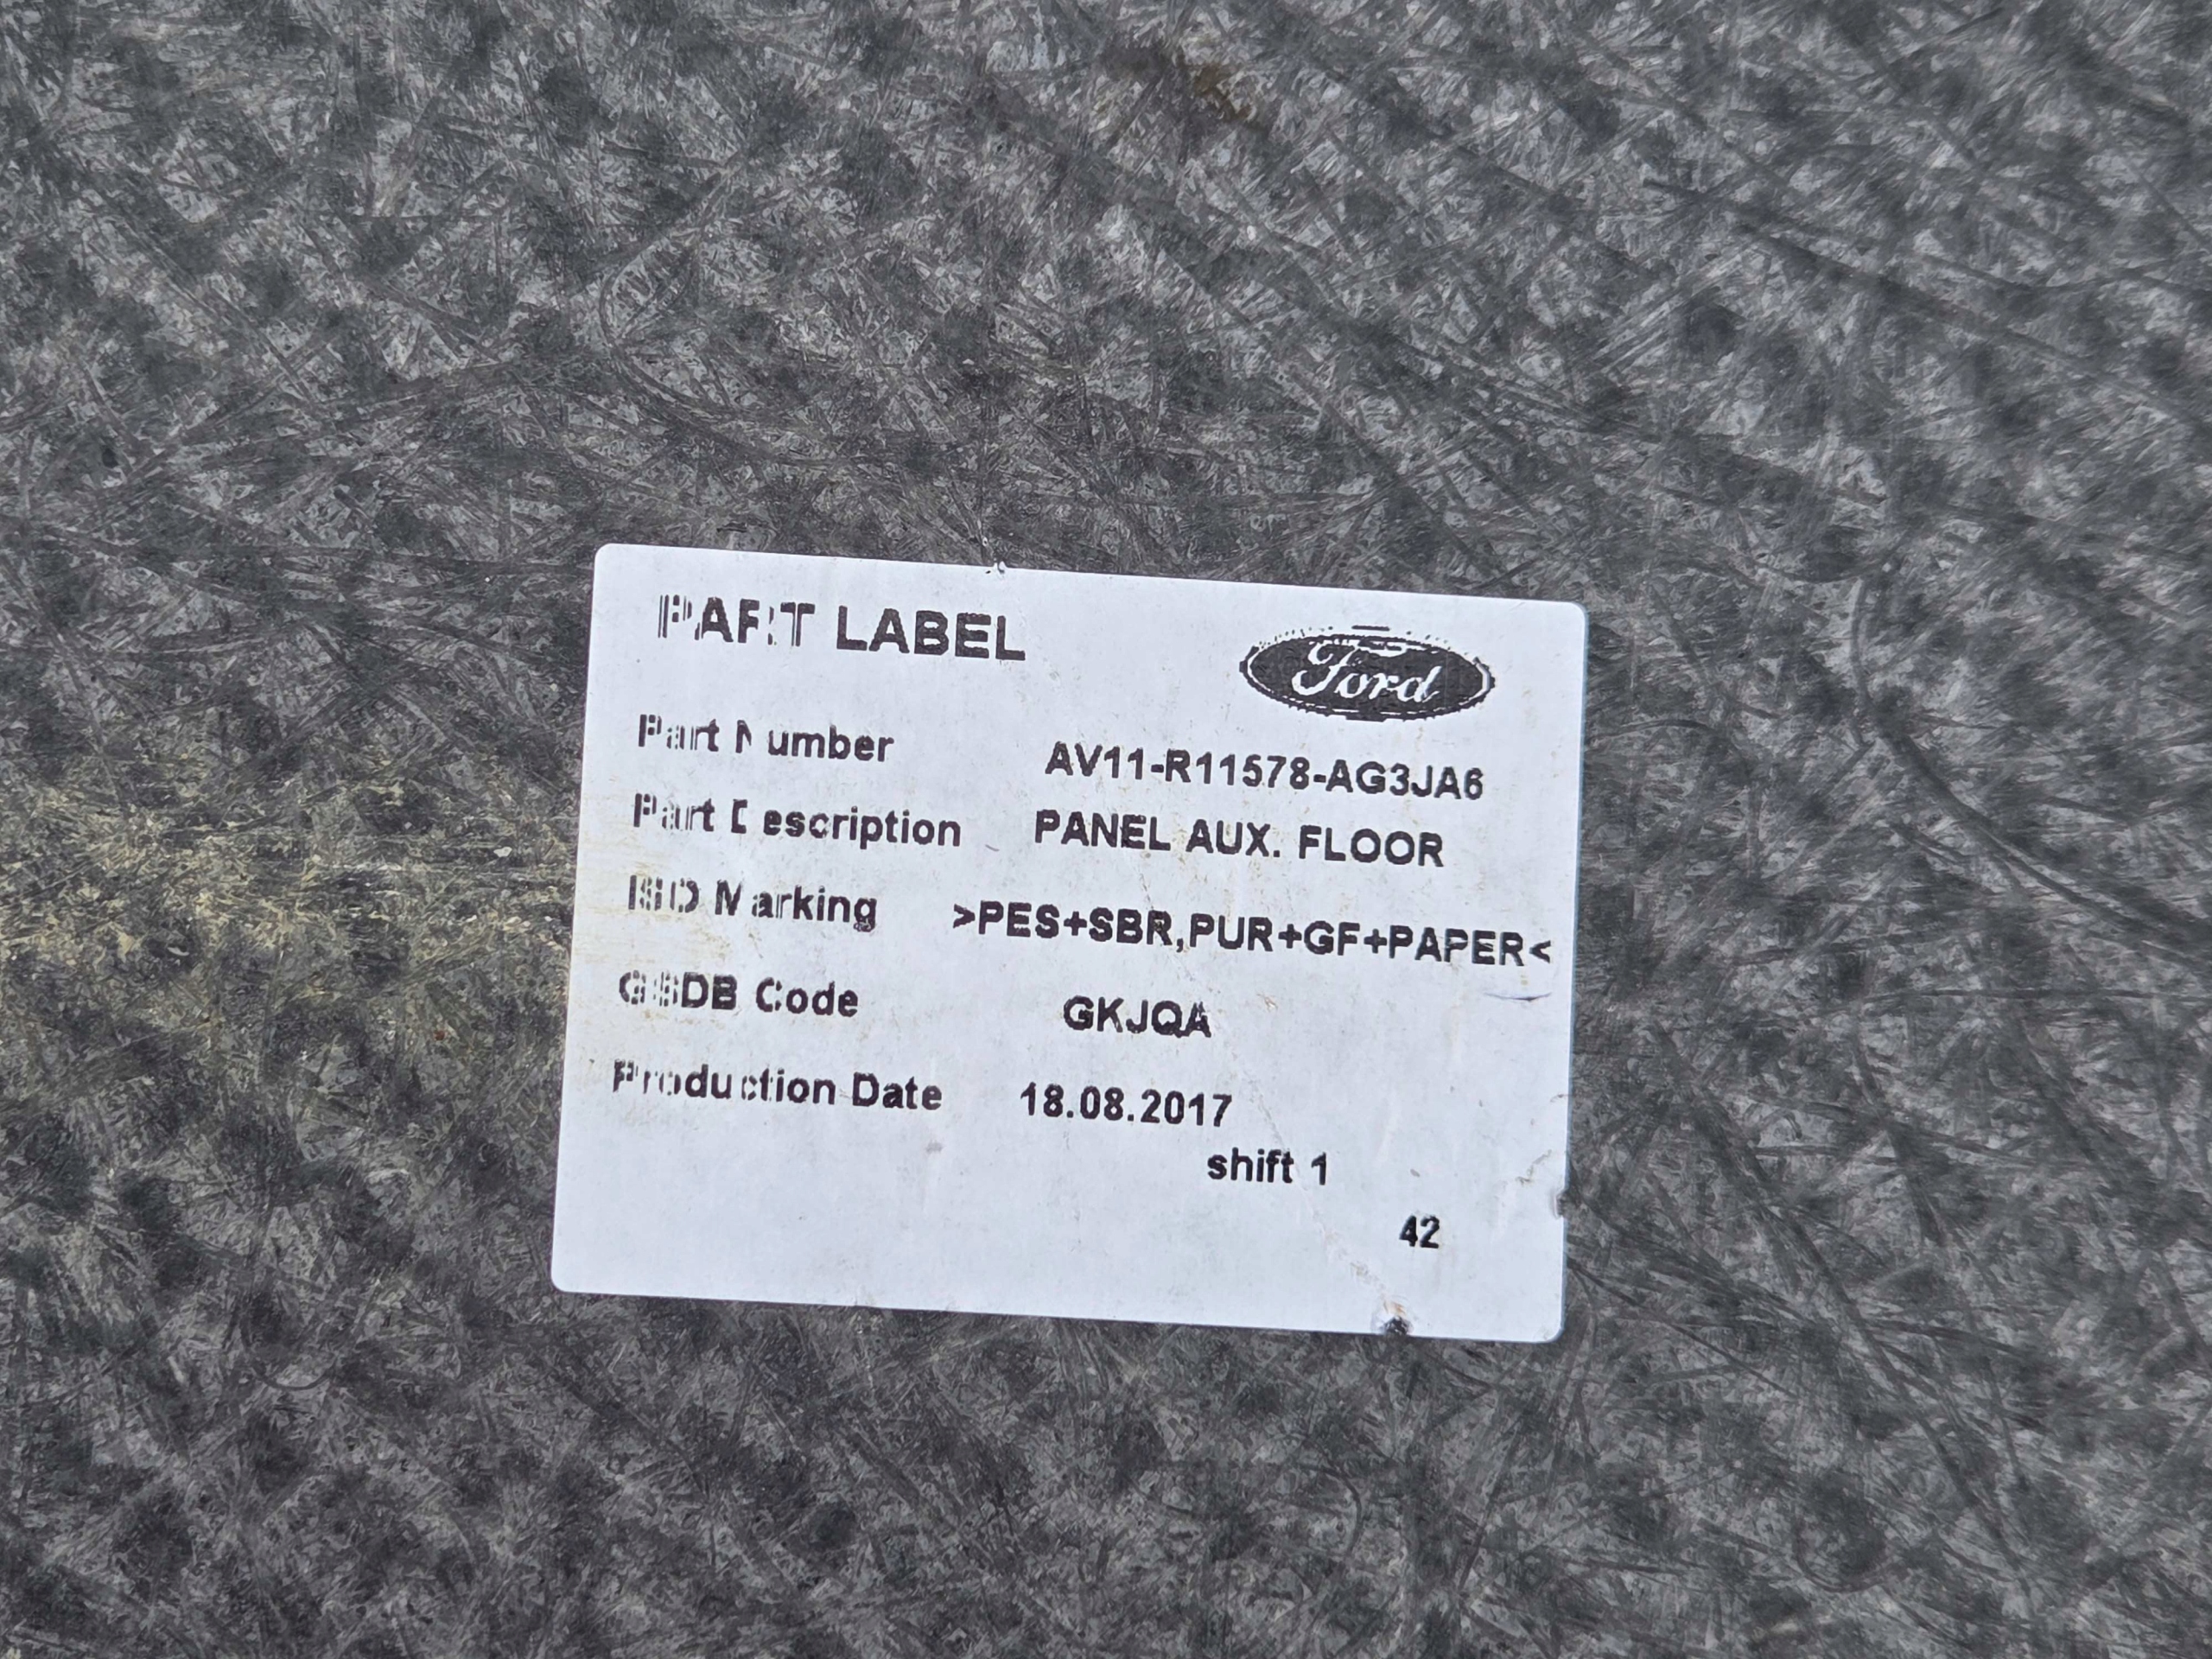 PART LABEL
Ford
Part Number AV11-R11578-AG3JA6
Part Description PANEL AUX. FLOOR
ISO Marking >PES+SBR,PUR+GF+PAPER<
GSDB Code GKJQA
Production Date 18.08.2017
shift 1
42